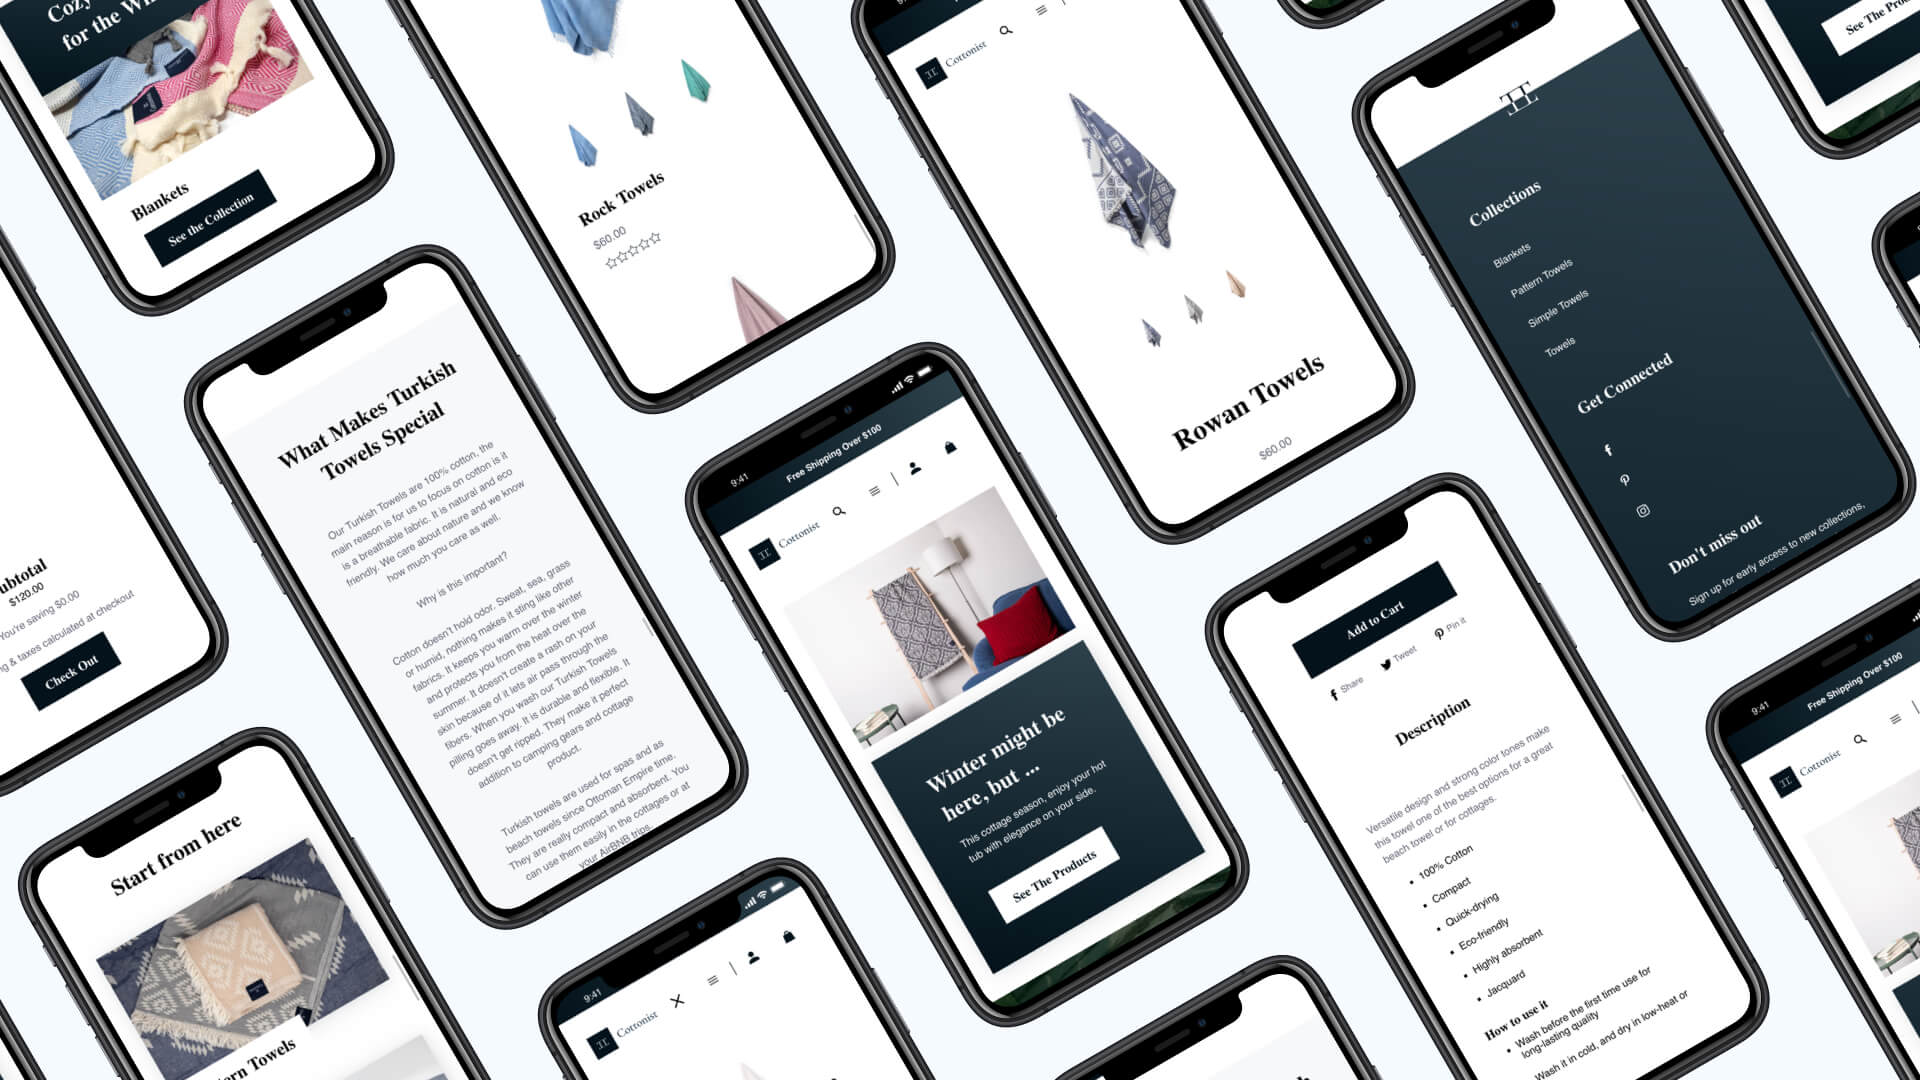 Cozy
for the
Blankets
See the Collection
Rock Towels
$60.00
Cottonist
Rowan Towels
$60.00
Collections
Blankets
Pattern Towels
Simple Towels
Towels
Get Connected
Don't miss out
Sign up for early access to new collections,
See The
$120.00
You're saving $0.00
& taxes calculated at checkout
Check Out
What Makes Turkish
Towels Special
Our Turkish Towels are 100% cotton, the
main reason is for us to focus on cotton is it
is a breathable fabric. It is natural and eco
friendly. We care about nature and we know
how much you care as well.
Why is this important?
Cotton doesn't hold odor. Sweat, sea, grass
or humid, nothing makes it sting like other
fabrics. It keeps you warm over the winter
and protects you from the heat over the
summer. It doesn't create a rash on your
skin because of it lets air pass through the
fibers. When you wash our Turkish Towels
pilling goes away. It is durable and flexible. It
doesn't get ripped. They make it perfect
addition to camping gears and cottage
product.
Turkish towels are used for spas and as
beach towels since Ottoman Empire time.
They are really compact and absorbent. You
can use them easily in the cottages or at
your AirBNB trips.
9:41
Free Shipping Over $100
Cottonist
Winter might be
here, but ...
This cottage season, enjoy your hot
tub with elegance on your side.
See The Products
Add to Cart
Share
Tweet
Pin it
Description
Versatile design and strong color tones make
this towel one of the best options for a great
beach towel or for cottages.
• 100% Cotton
• Compact
• Quick-drying
• Eco-friendly
• Highly absorbent
• Jacquard
How to use it
• Wash before the first time use for
long-lasting quality
Wash it in cold, and dry in low-heat or
9:41
Free Shipping Over $100
Cottonist
Start from here
Towels
9:41
Cottonist